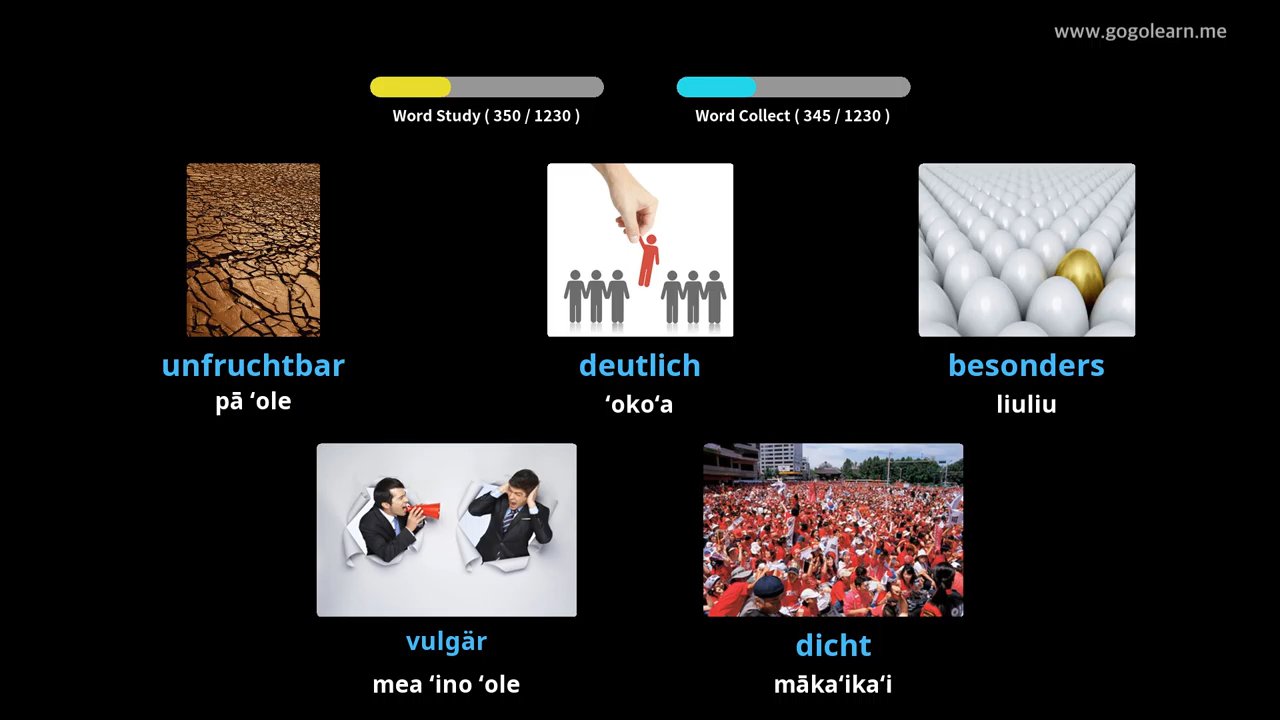 www.gogolearn.me
Word Study ( 350 / 1230 )
Word Collect ( 345 / 1230 )
unfruchtbar
pā ʻole
deutlich
ʻokoʻa
besonders
liuliu
vulgär
mea ʻino ʻole
dicht
mākaʻikaʻi